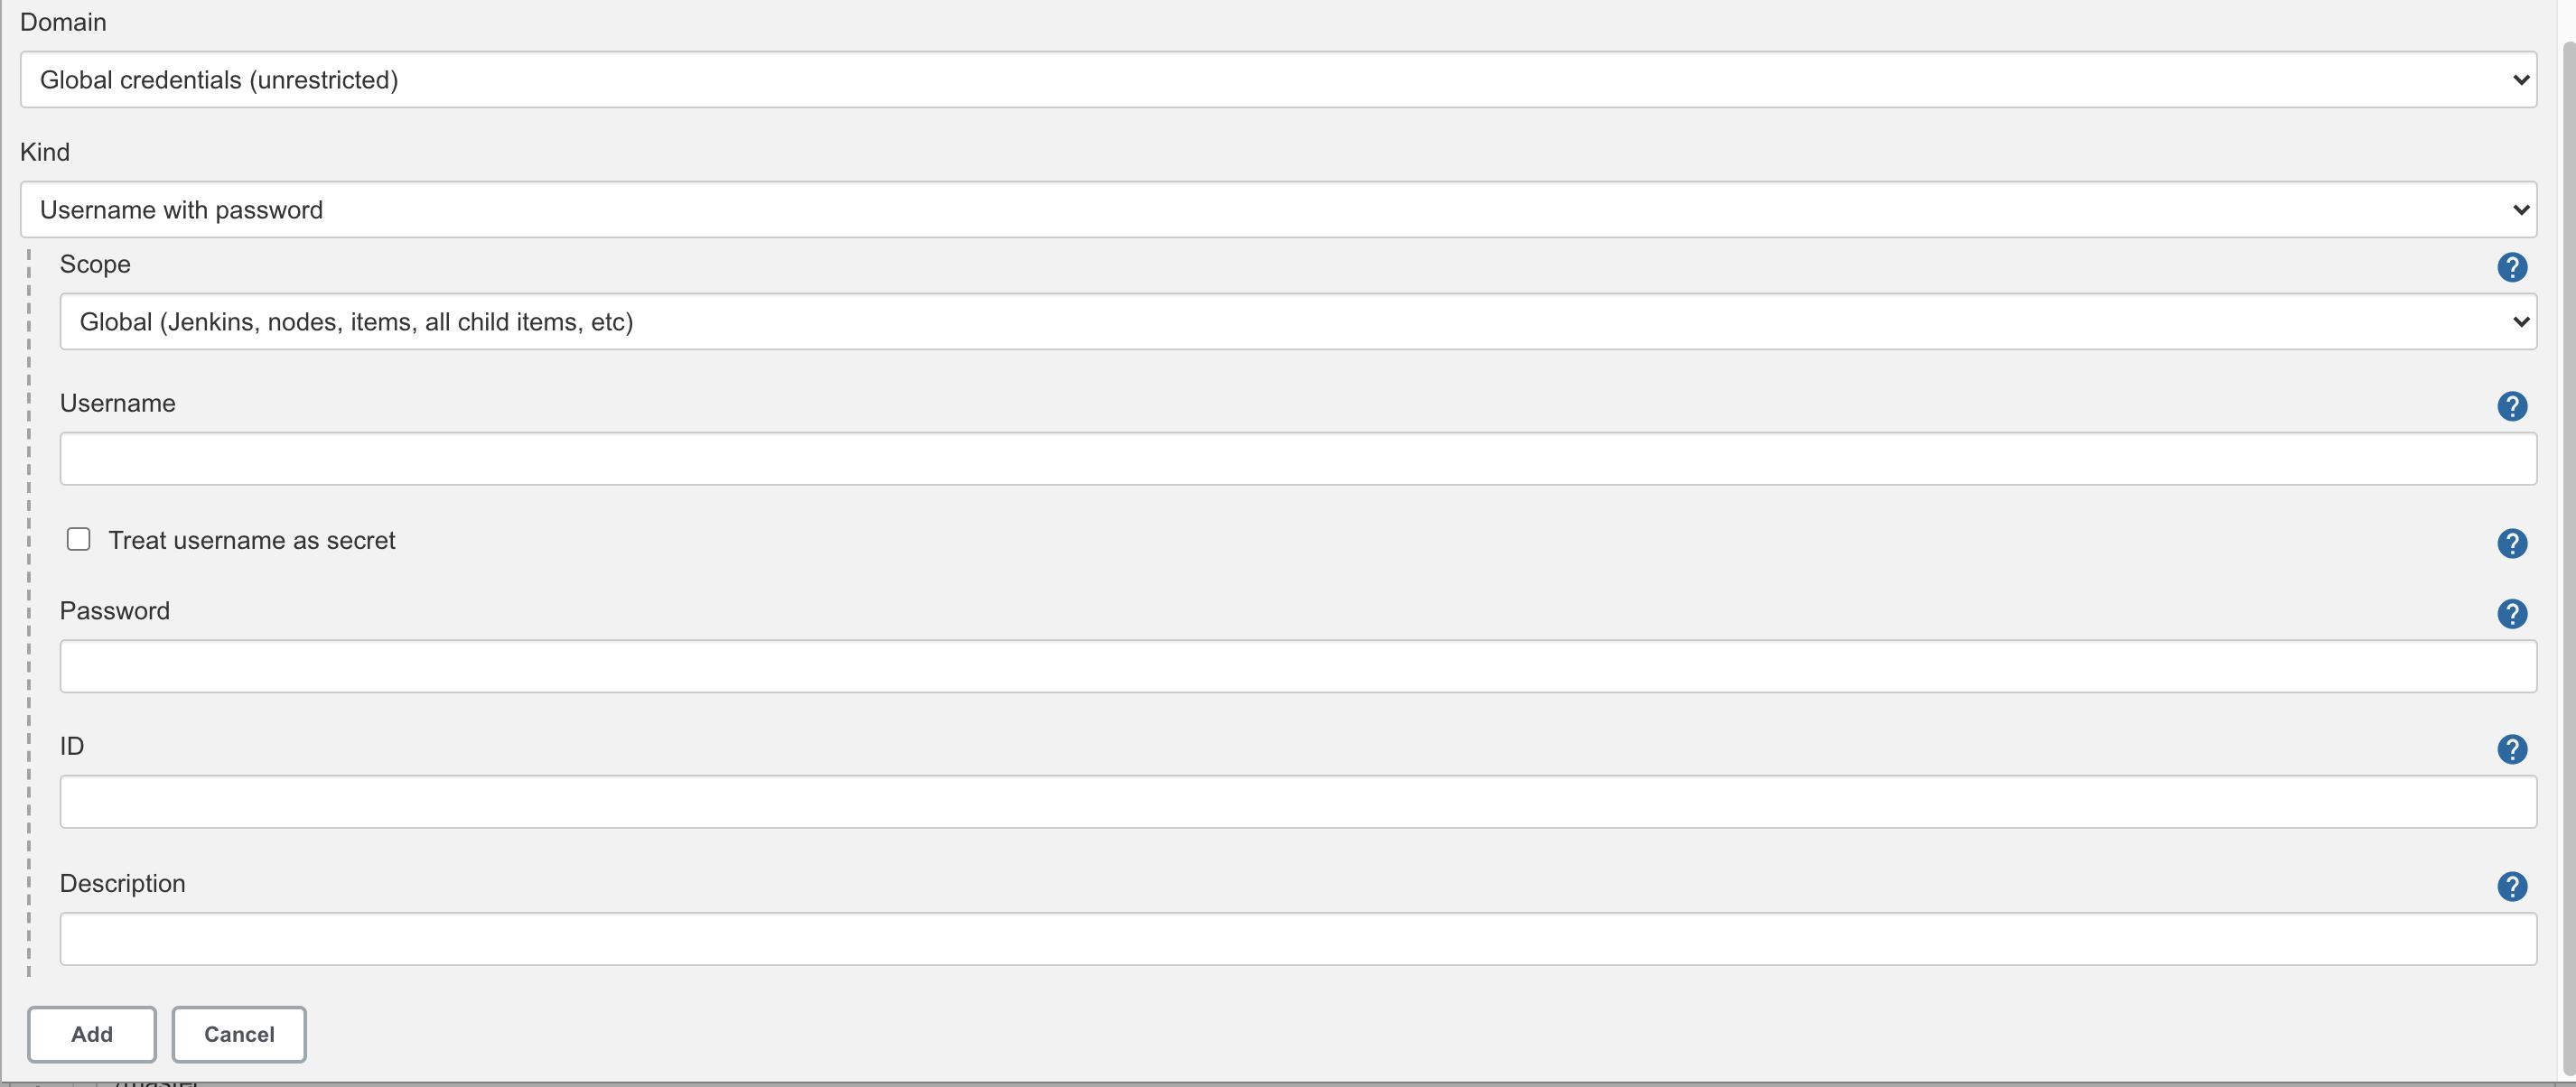 Domain
Global credentials (unrestricted)
Kind
Username with password
Scope
?
Global (Jenkins, nodes, items, all child items, etc)
Username
?
Treat username as secret
?
Password
?
ID
?
Description
?
Add
Cancel